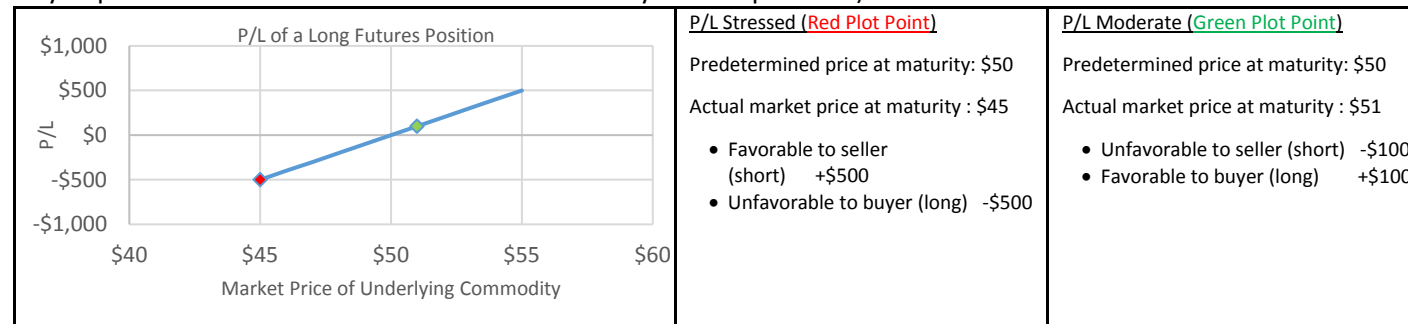 P/L of a Long Futures Position
$1,000
$500
$0
-$500
-$1,000
P/L
$40 $45 $50 $55 $60
Market Price of Underlying Commodity
P/L Stressed (Red Plot Point)
Predetermined price at maturity: $50
Actual market price at maturity : $45
• Favorable to seller
(short) +$500
• Unfavorable to buyer (long) -$500
P/L Moderate (Green Plot Point)
Predetermined price at maturity: $50
Actual market price at maturity : $51
• Unfavorable to seller (short) -$100
• Favorable to buyer (long) +$100